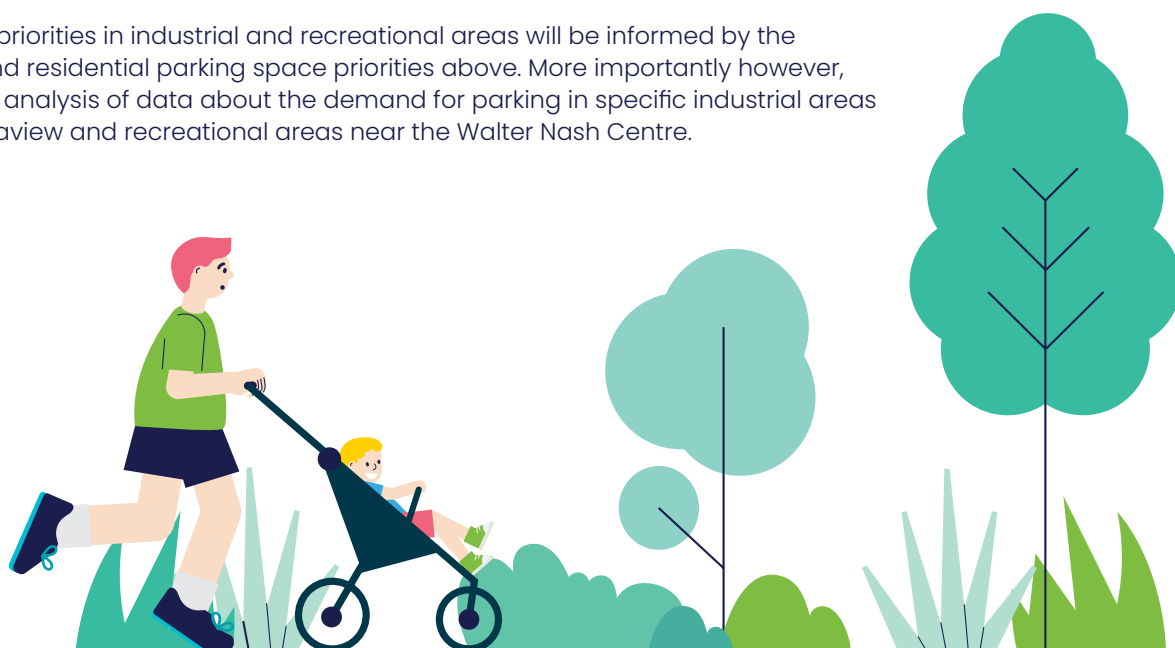 priorities in industrial and recreational areas will be informed by the
nd residential parking space priorities above. More importantly however,
analysis of data about the demand for parking in specific industrial areas
aview and recreational areas near the Walter Nash Centre.